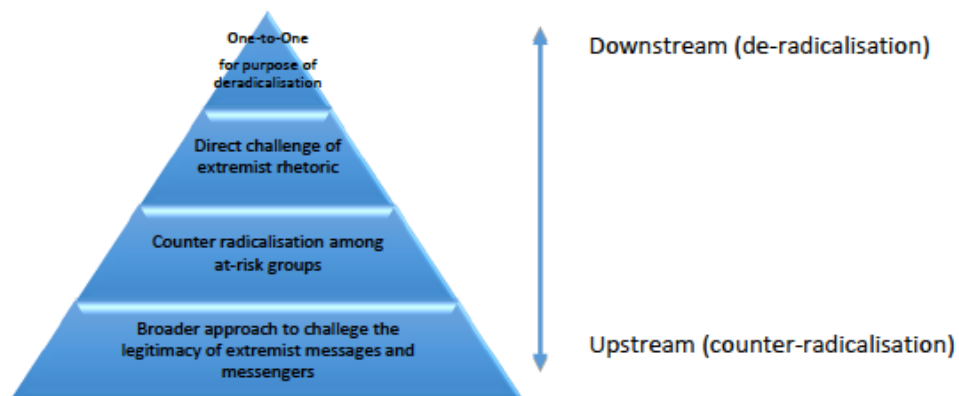 One-to-One
for purpose of
deradicalisation
Downstream (de-radicalisation)
Direct challenge of
extremist rhetoric
Counter radicalisation among
at-risk groups
Broader approach to challege the
legitimacy of extremist messages and
messengers
Upstream (counter-radicalisation)